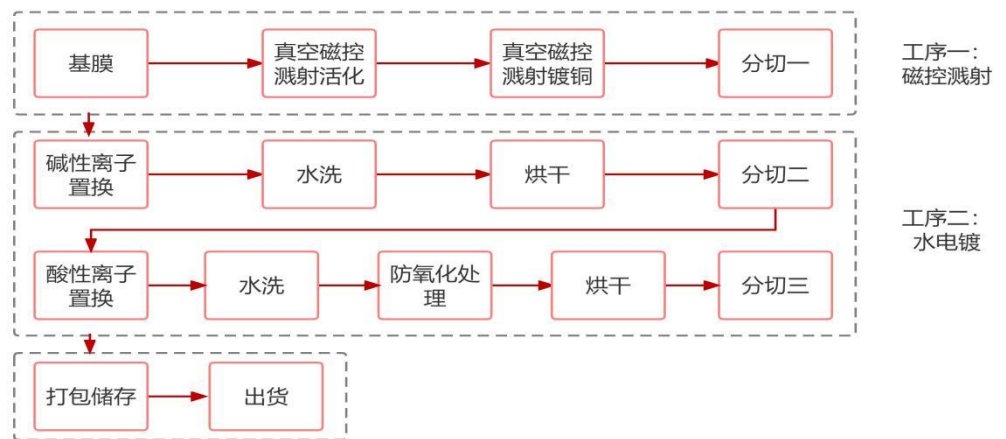 基膜
真空磁控
溅射活化
真空磁控
溅射镀铜
分切一
工序一：
磁控溅射
碱性离子
置换
水洗
烘干
分切二
工序二：
水电镀
酸性离子
置换
水洗
防氧化处
理
烘干
分切三
打包储存
出货